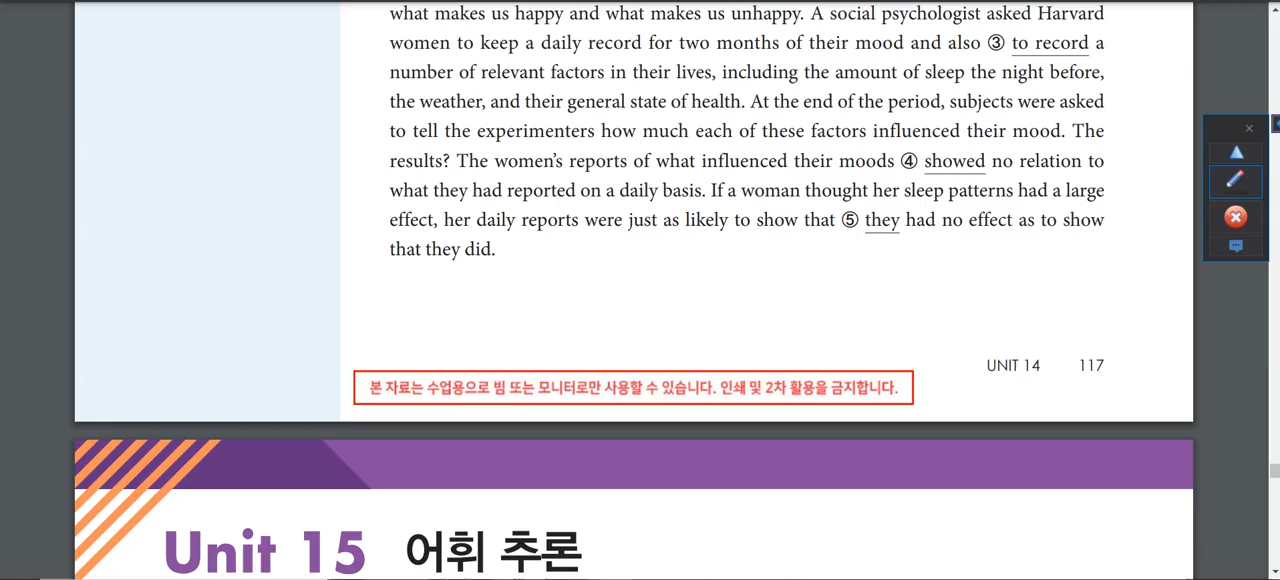 what makes us happy and what makes us unhappy. A social psychologist asked Harvard
women to keep a daily record for two months of their mood and also ③ to record a
number of relevant factors in their lives, including the amount of sleep the night before,
the weather, and their general state of health. At the end of the period, subjects were asked
to tell the experimenters how much each of these factors influenced their mood. The
results? The women's reports of what influenced their moods ④ showed no relation to
what they had reported on a daily basis. If a woman thought her sleep patterns had a large
effect, her daily reports were just as likely to show that ⑤ they had no effect as to show
that they did.
UNIT 14 117
본 자료는 수업용으로 빔 또는 모니터로만 사용할 수 있습니다. 인쇄 및 2차 활용을 금지합니다.
Unit 15 어휘 추론